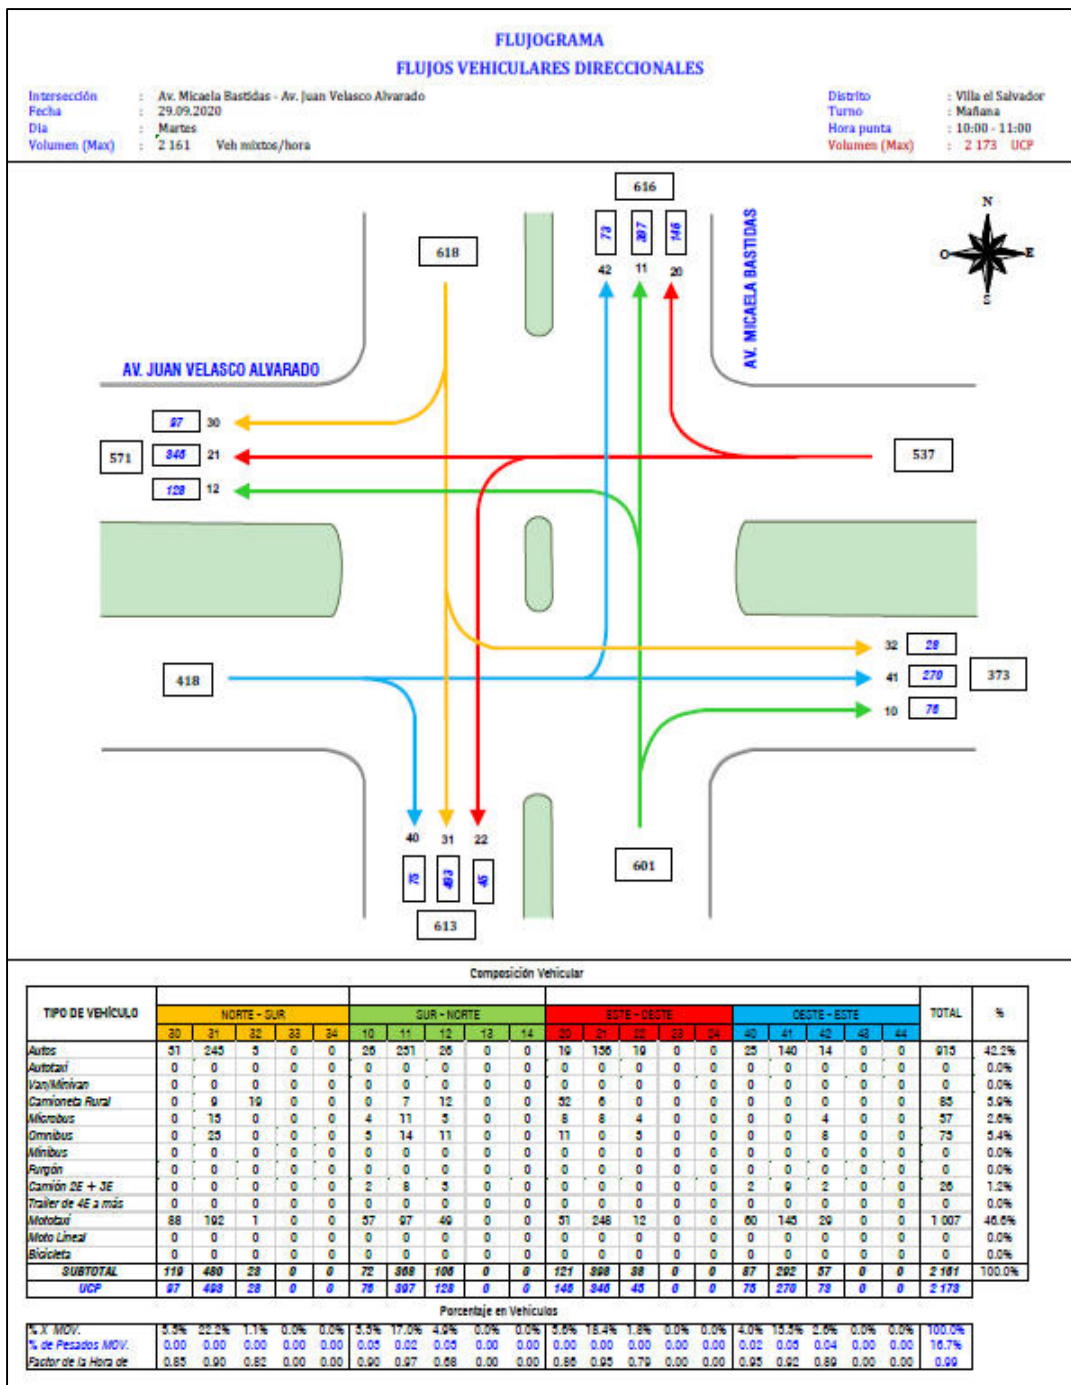 FLUJOGRAMA
FLUJOS VEHICULARES DIRECCIONALES
Intersección : Av. Micaela Bastidas - Av. Juan Velasco Alvarado
Distrito : Villa el Salvador
Fecha : 29.09.2020
Turno : Mañana
Dia : Martes
Hora punta : 10:00 - 11:00
Volumen (Max) : 2 161 Veh mixtos/hora
Volumen (Max) : 2 173 UCP
616
73 397 146
42 11 20
618
N
O E
S
AV. MICAELA BASTIDAS
AV. JUAN VELASCO ALVARADO
97 30
571 346 21
128 12
537
32 28
418
41 270 373
10 76
40 31 22
75 493 45
613
601
Composición Vehicular
TIPO DE VEHÍCULO NORTE - SUR SUR - NORTE ESTE - OESTE OESTE - ESTE TOTAL %
30 31 32 33 34 10 11 12 13 14 20 21 22 23 24 40 41 42 43 44
Autos 31 245 3 0 0 26 231 26 0 0 19 136 19 0 0 25 140 14 0 0 915 42.2%
Autotaxi 0 0 0 0 0 0 0 0 0 0 0 0 0 0 0 0 0 0 0 0 0 0.0%
Van/Minivan 0 0 0 0 0 0 0 0 0 0 0 0 0 0 0 0 0 0 0 0 0 0.0%
Camioneta Rural 0 9 19 0 0 0 7 12 0 0 32 6 0 0 0 0 0 0 0 0 85 3.9%
Microbus 0 15 0 0 0 4 11 3 0 0 8 8 4 0 0 0 0 4 0 0 57 2.6%
Omnibus 0 25 0 0 0 3 14 11 0 0 11 0 3 0 0 0 0 8 0 0 75 3.4%
Minibus 0 0 0 0 0 0 0 0 0 0 0 0 0 0 0 0 0 0 0 0 0 0.0%
Furgón 0 0 0 0 0 0 0 0 0 0 0 0 0 0 0 0 0 0 0 0 0 0.0%
Camión 2E + 3E 0 0 0 0 0 2 8 3 0 0 0 0 0 0 0 2 9 2 0 0 26 1.2%
Trailer de 4E a más 0 0 0 0 0 0 0 0 0 0 0 0 0 0 0 0 0 0 0 0 0 0.0%
Mototaxi 88 192 1 0 0 37 97 49 0 0 51 248 12 0 0 60 143 29 0 0 1 007 46.6%
Moto Lineal 0 0 0 0 0 0 0 0 0 0 0 0 0 0 0 0 0 0 0 0 0 0.0%
Bicicleta 0 0 0 0 0 0 0 0 0 0 0 0 0 0 0 0 0 0 0 0 0 0.0%
SUBTOTAL 119 480 23 0 0 72 368 106 0 0 121 398 38 0 0 87 292 57 0 0 2 161 100.0%
UCP 97 493 28 0 0 76 397 128 0 0 146 346 45 0 0 75 270 73 0 0 2 173
Porcentaje en Vehículos
% X MOV. 5.5% 22.2% 1.1% 0.0% 0.0% 3.3% 17.0% 4.9% 0.0% 0.0% 5.6% 18.4% 1.8% 0.0% 0.0% 4.0% 13.5% 2.6% 0.0% 0.0% 100.0%
% de Pesados MOV. 0.00 0.00 0.00 0.00 0.00 0.03 0.02 0.03 0.00 0.00 0.00 0.00 0.00 0.00 0.00 0.02 0.03 0.04 0.00 0.00 16.7%
Factor de la Hora de 0.85 0.90 0.82 0.00 0.00 0.90 0.97 0.68 0.00 0.00 0.86 0.95 0.79 0.00 0.00 0.95 0.92 0.89 0.00 0.00 0.99